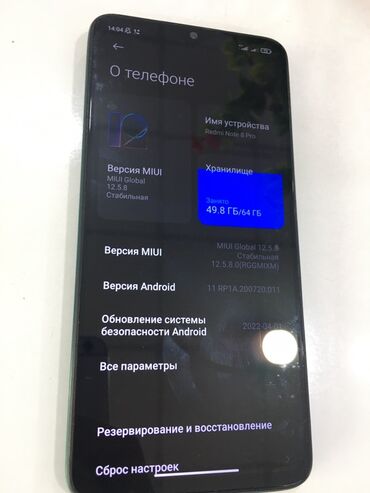 14:04
О телефоне
Имя устройства
Redmi Note 8 Pro
Версия MIUI
MIUI Global
12.5.8
Стабильная
Хранилище
Занято
49.8 ГБ/64 ГБ
Версия MIUI
MIUI Global 12.5.8
Стабильная
12.5.8.0(RGGMIXM)
Версия Android
11 RP1A.200720.011
Обновление системы безопасности Android
2022-04-01
Все параметры
Резервирование и восстановление
Сброс настроек